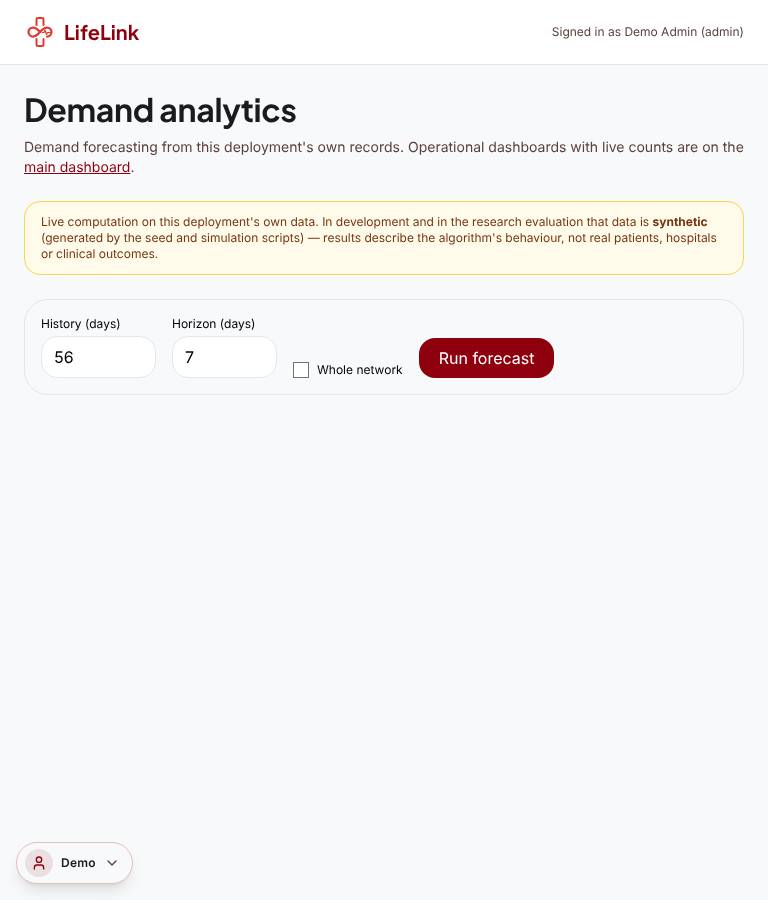 LifeLink
Signed in as Demo Admin (admin)
Demand analytics
Demand forecasting from this deployment's own records. Operational dashboards with live counts are on the
main dashboard.
Live computation on this deployment's own data. In development and in the research evaluation that data is synthetic
(generated by the seed and simulation scripts) — results describe the algorithm's behaviour, not real patients, hospitals
or clinical outcomes.
History (days)
Horizon (days)
56
7
Whole network
Run forecast
Demo